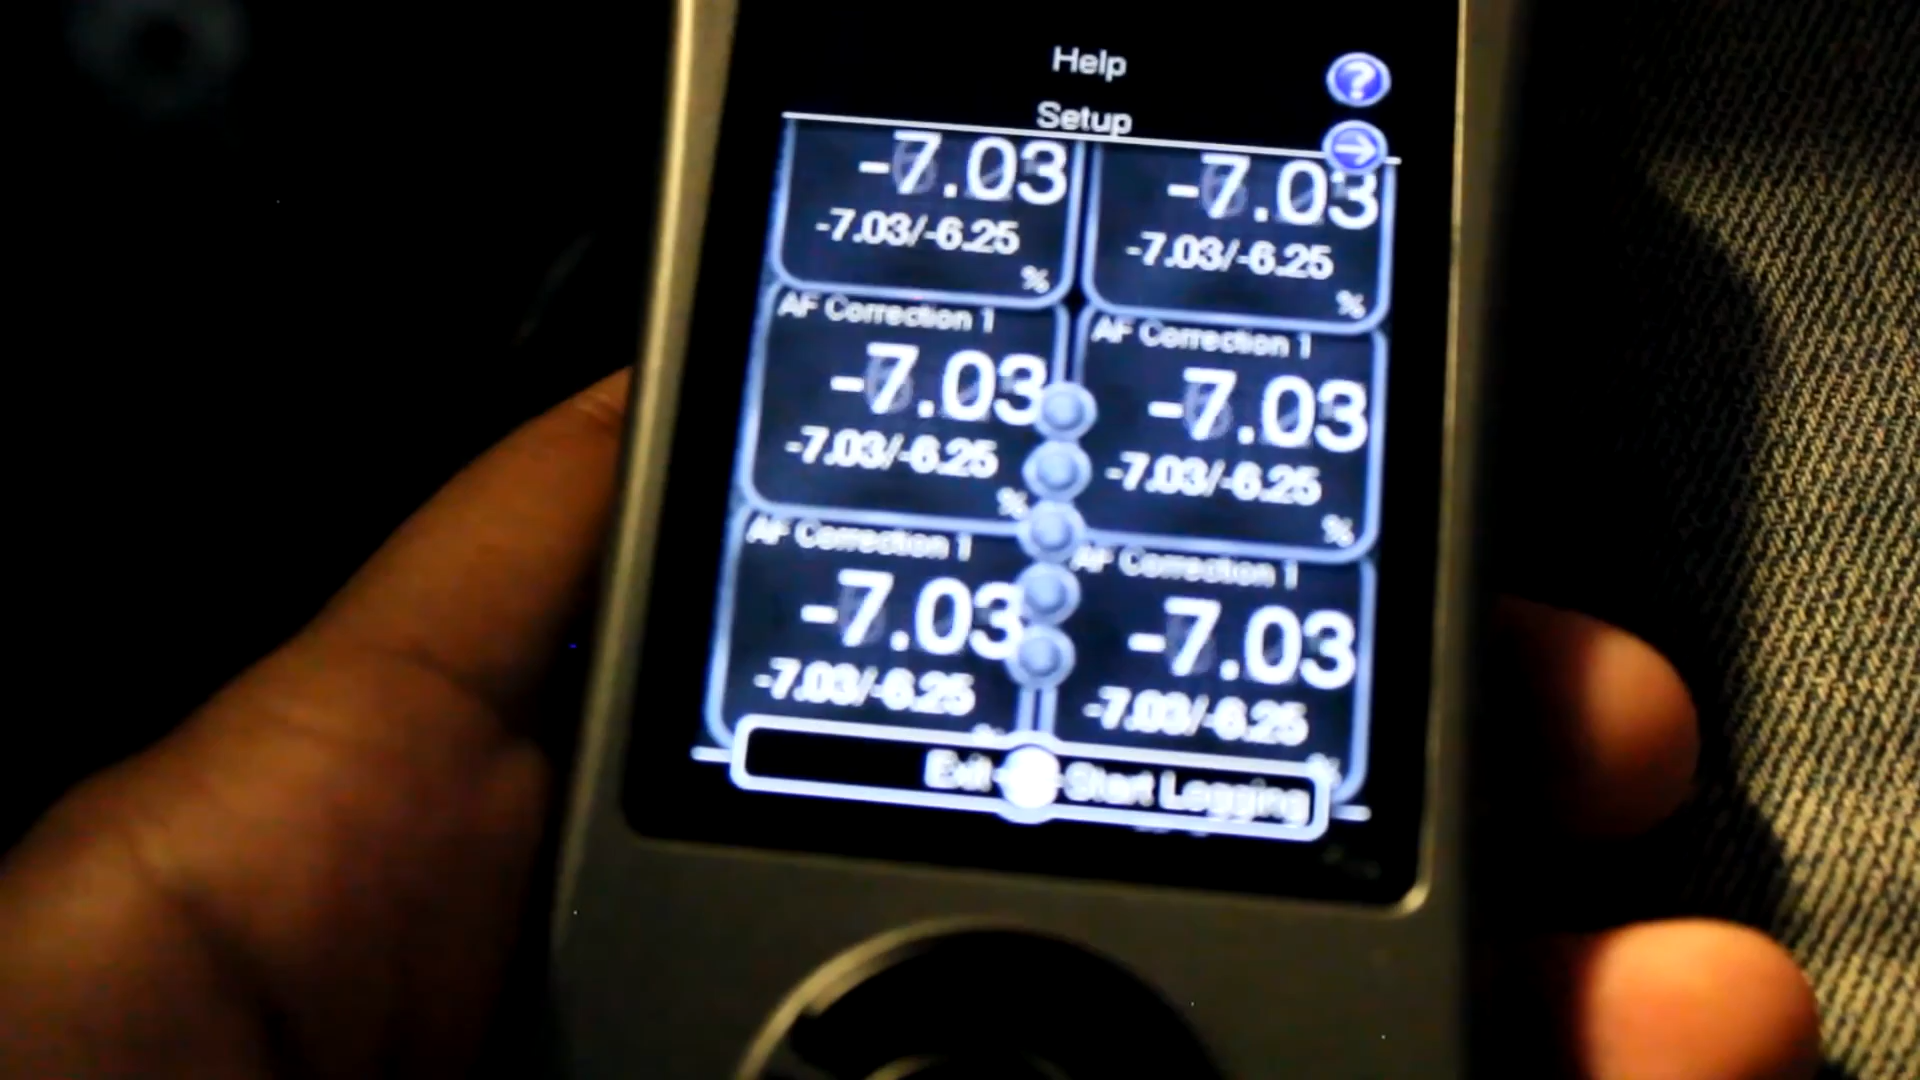 Help
Setup
-7.03
-7.03/-6.25
%
-7.03
-7.03/-6.25
%
AF Correction 1
-7.03
-7.03/-6.25
%
AF Correction 1
-7.03
-7.03/-6.25
%
AF Correction 1
-7.03
-7.03/-6.25
AF Correction 1
-7.03
-7.03/-6.25
%
Exit Start Logging